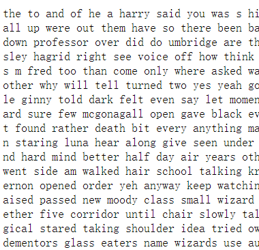 the to and of he a harry said you was s hi
all up were out them have so there been ba
down professor over did do umbridge are th
sley hagrid right see voice off how think
s m fred too than come only where asked wa
other why will tell turned two yes yeah go
le ginny told dark felt even say let momen
ard sure few mcgonagall open gave black ev
t found rather death bit every anything ma
n staring luna hear along give seen under
nd hard mind better half day air years oth
went side am walked hair school talking kr
ernon opened order yeh anyway keep watchin
aised passed new moody class small wizard
ether five corridor until chair slowly tal
gical stared taking shoulder idea tried ow
dementors glass eaters name wizards use au